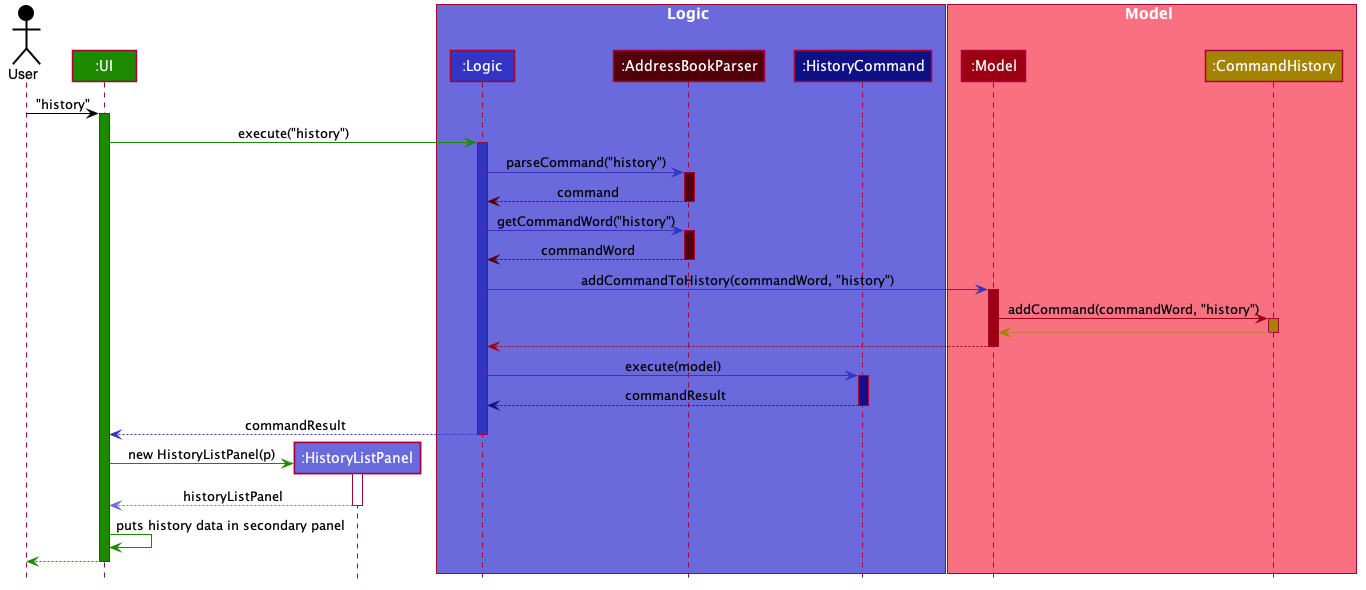 Logic
Model
User
:UI
:Logic
:AddressBookParser
:HistoryCommand
:Model
:CommandHistory
"history"
execute("history")
parseCommand("history")
command
getCommandWord("history")
commandWord
addCommandToHistory(commandWord, "history")
addCommand(commandWord, "history")
execute(model)
commandResult
commandResult
new HistoryListPanel(p)
:HistoryListPanel
historyListPanel
puts history data in secondary panel